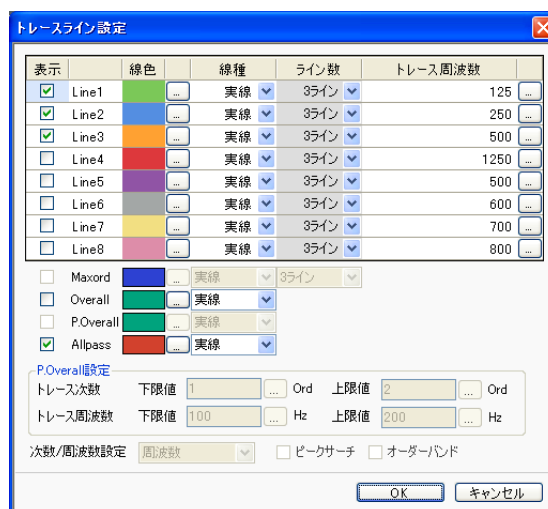 トレースライン設定
表示 線色 線種 ライン数 トレース周波数
Line1 ... 実線 3ライン 125 ...
Line2 ... 実線 3ライン 250 ...
Line3 ... 実線 3ライン 500 ...
Line4 ... 実線 3ライン 1250 ...
Line5 ... 実線 3ライン 500 ...
Line6 ... 実線 3ライン 600 ...
Line7 ... 実線 3ライン 700 ...
Line8 ... 実線 3ライン 800 ...
Maxord ... 実線 3ライン
Overall ... 実線
P.Overall ... 実線
Allpass ... 実線
P.Overall設定
トレース次数 下限値 1 ... Ord 上限値 2 ... Ord
トレース周波数 下限値 100 ... Hz 上限値 200 ... Hz
次数/周波数設定 周波数 ピークサーチ オーダーバンド
OK キャンセル